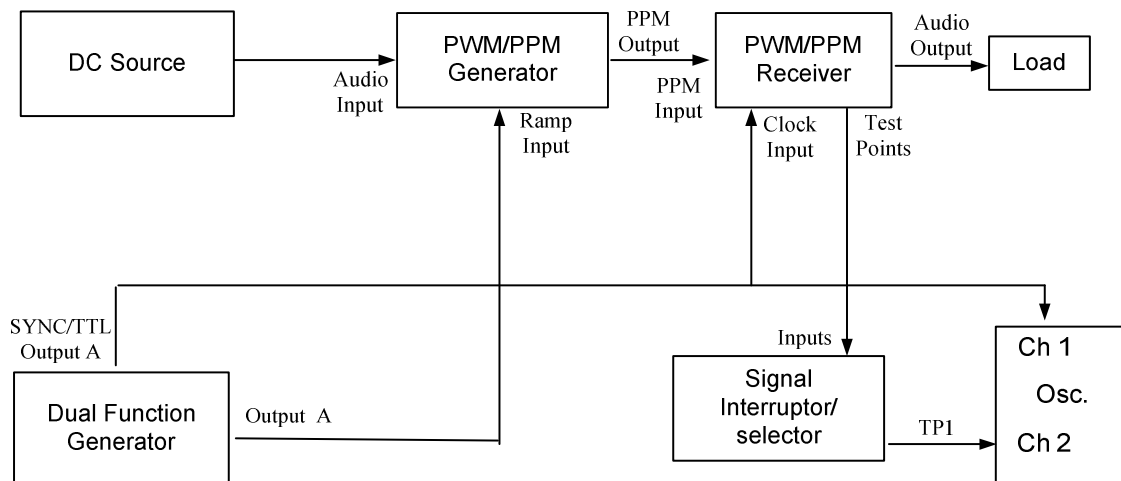 DC Source
Audio
Input
PWM/PPM
Generator
PPM
Output
PPM
Input
PWM/PPM
Receiver
Audio
Output
Load
Ramp
Input
Clock
Input
Test
Points
SYNC/TTL
Output A
Dual Function
Generator
Output A
Inputs
Signal
Interruptor/
selector
TP1
Ch 1
Osc.
Ch 2